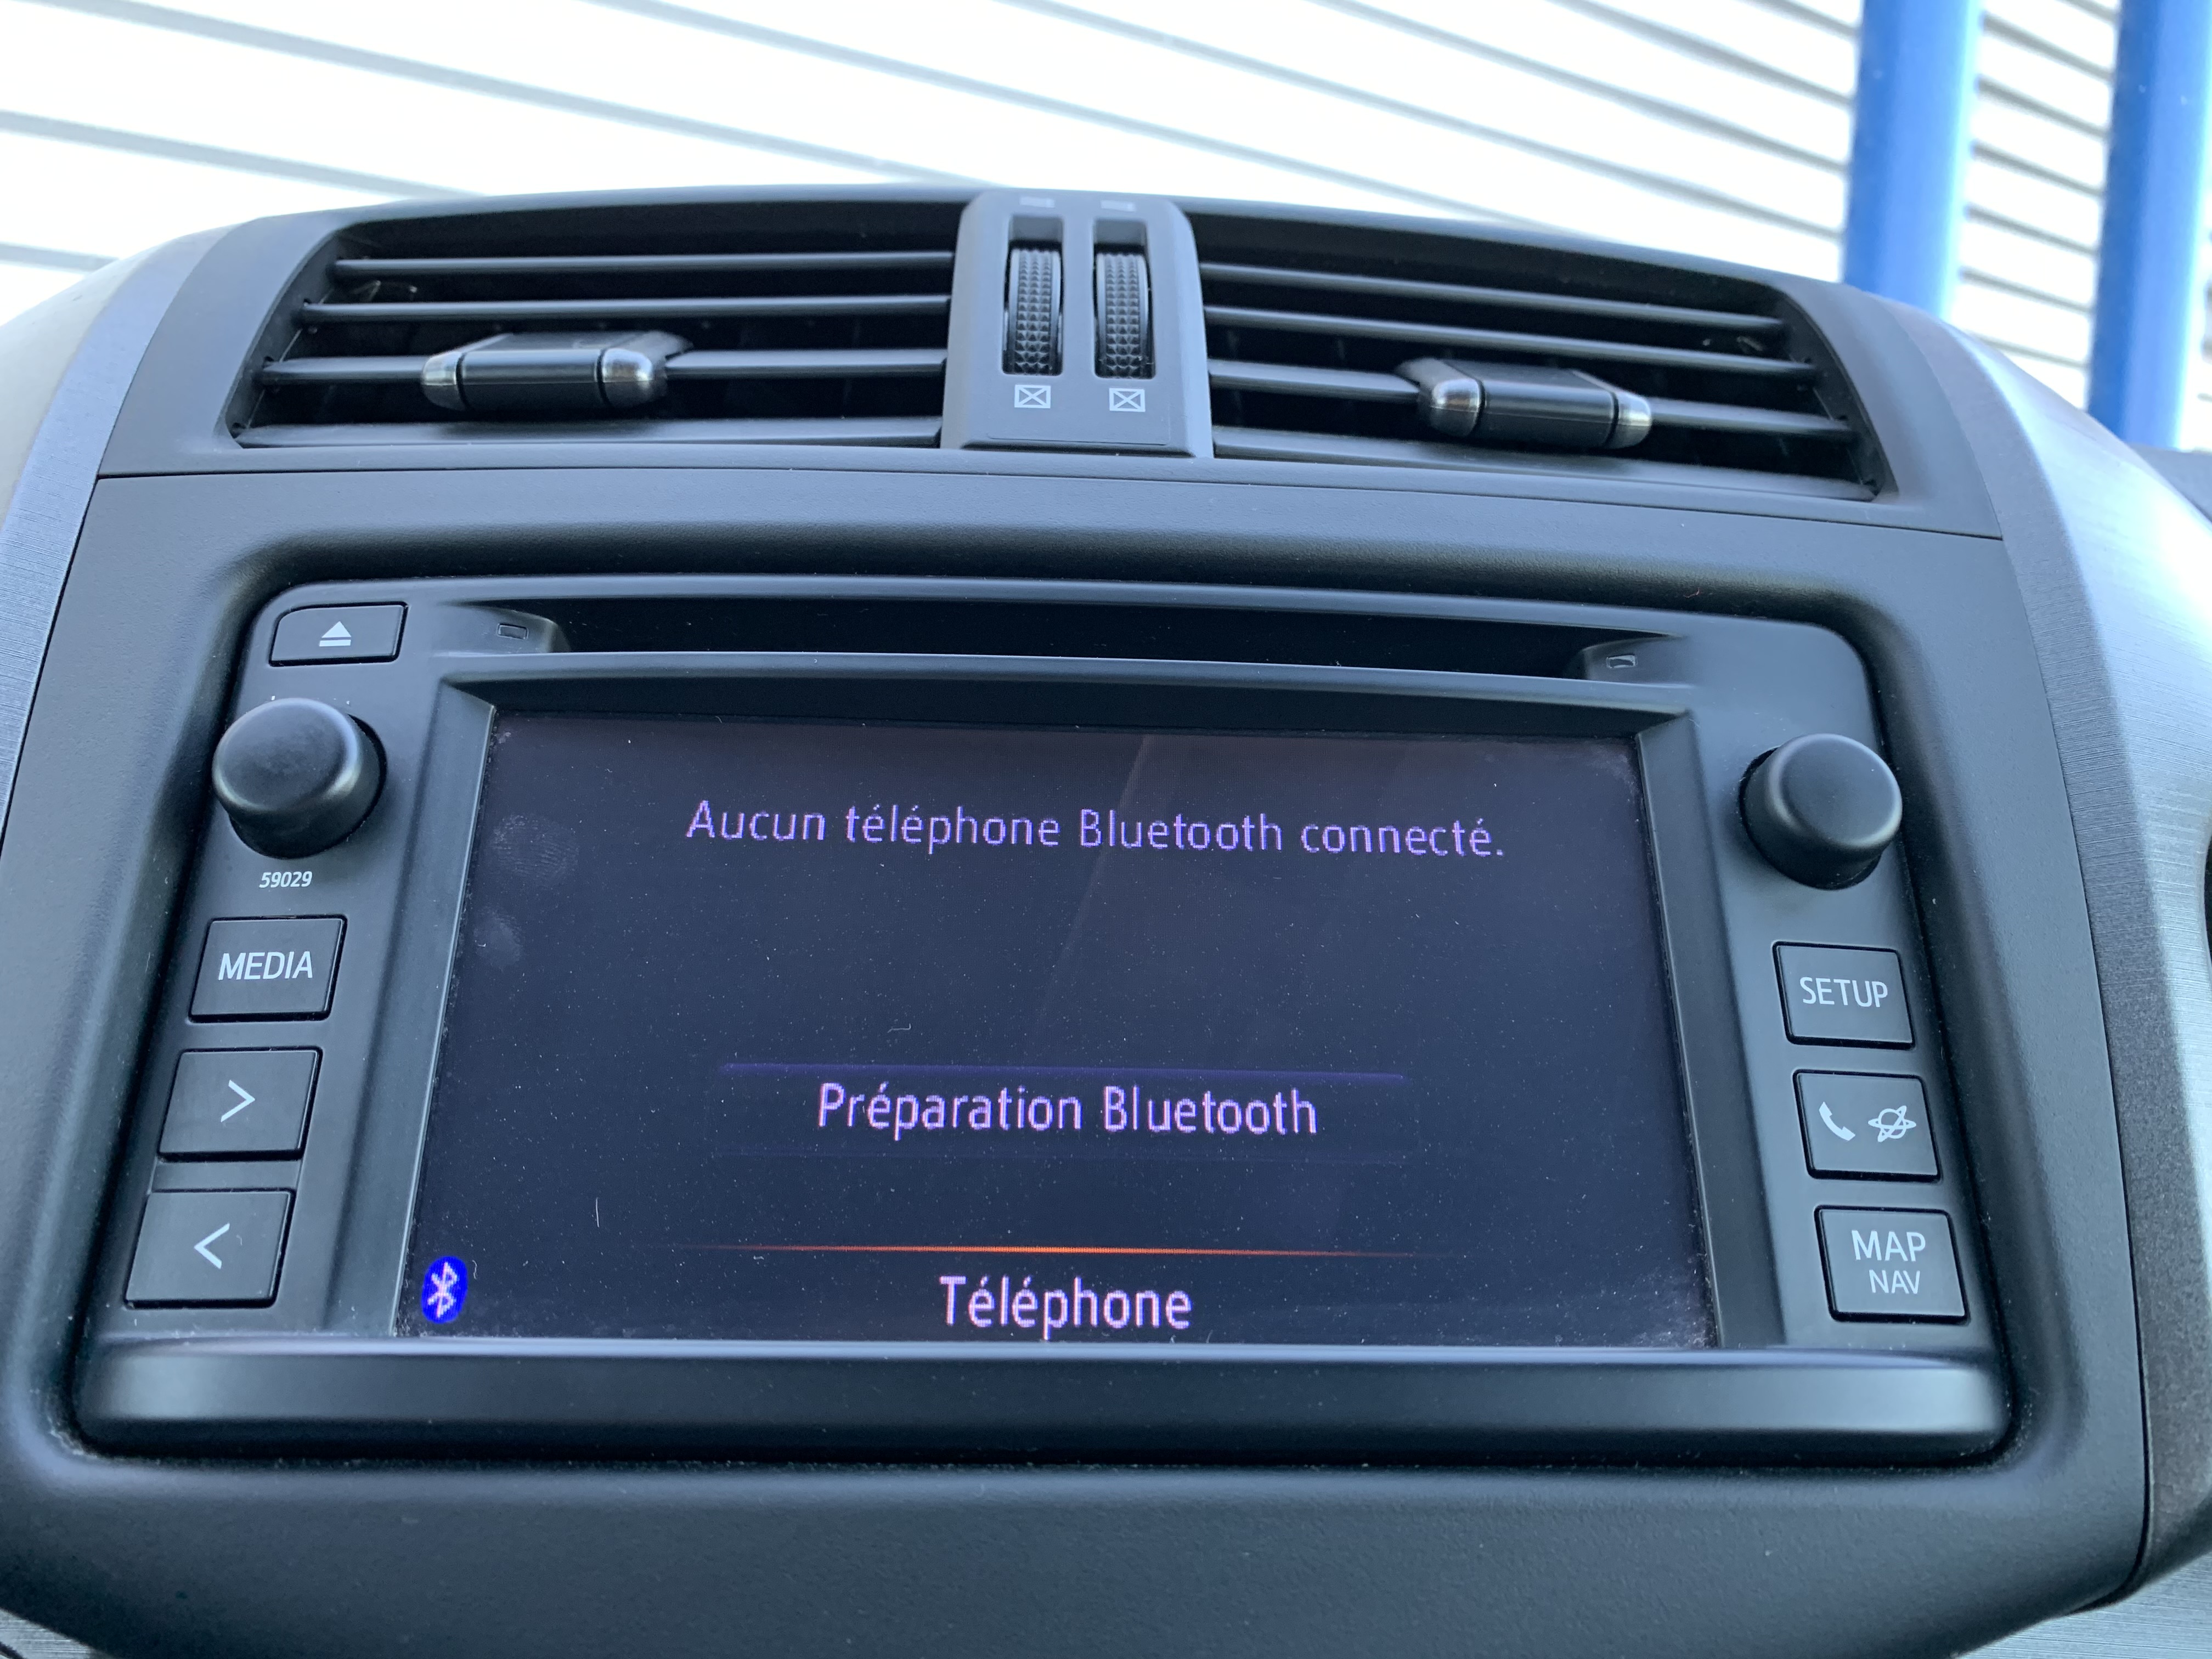 Aucun téléphone Bluetooth connecté.
59029
MEDIA
SETUP
>
Préparation Bluetooth
<
MAP
NAV
Téléphone